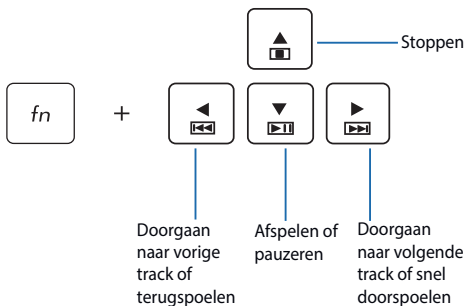 Stoppen
fn
+
Doorgaan
naar vorige
track of
terugspoelen
Afspelen of
pauzeren
Doorgaan
naar volgende
track of snel
doorspoelen